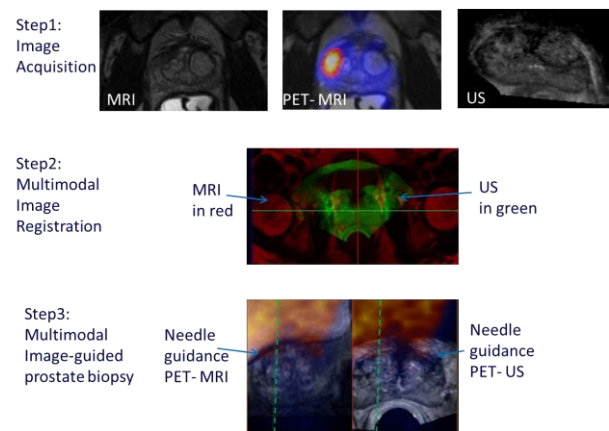 Step1:
Image
Acquisition
MRI
PET- MRI
US
Step2:
Multimodal
Image
Registration
MRI
in red
US
in green
Step3:
Multimodal
Image-guided
prostate biopsy
Needle
guidance
PET- MRI
Needle
guidance
PET- US